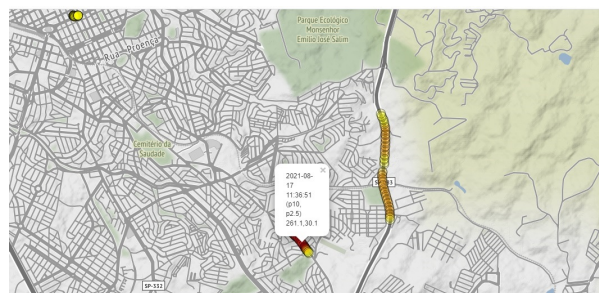 Parque Ecológico
Monsenhor
Emílio José Salim
Rua Proença
Cemitério da
Saudade
×
2021-08-
17
11:36:51
(p10,
p2.5)
261.1,30.1
SP-332